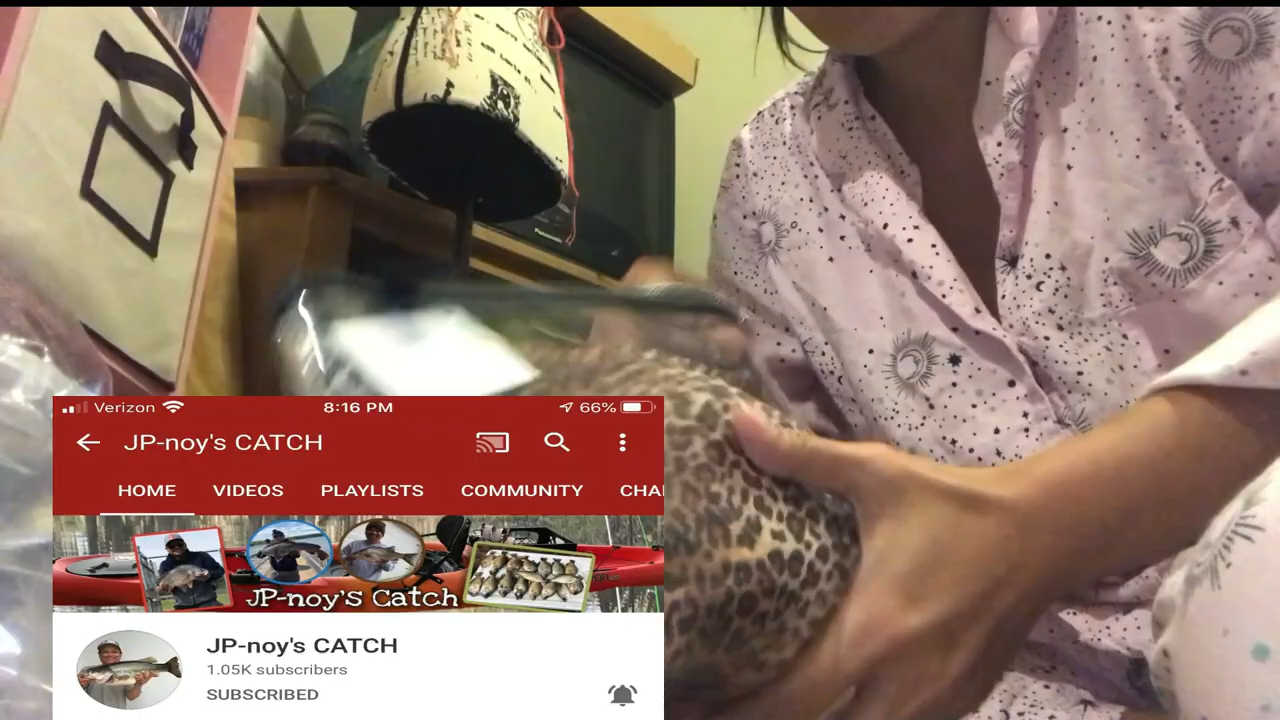 Panasonic
Verizon 8:16 PM 66%
JP-noy's CATCH
HOME VIDEOS PLAYLISTS COMMUNITY CHA
JP-noy's Catch
JP-noy's CATCH
1.05K subscribers
SUBSCRIBED